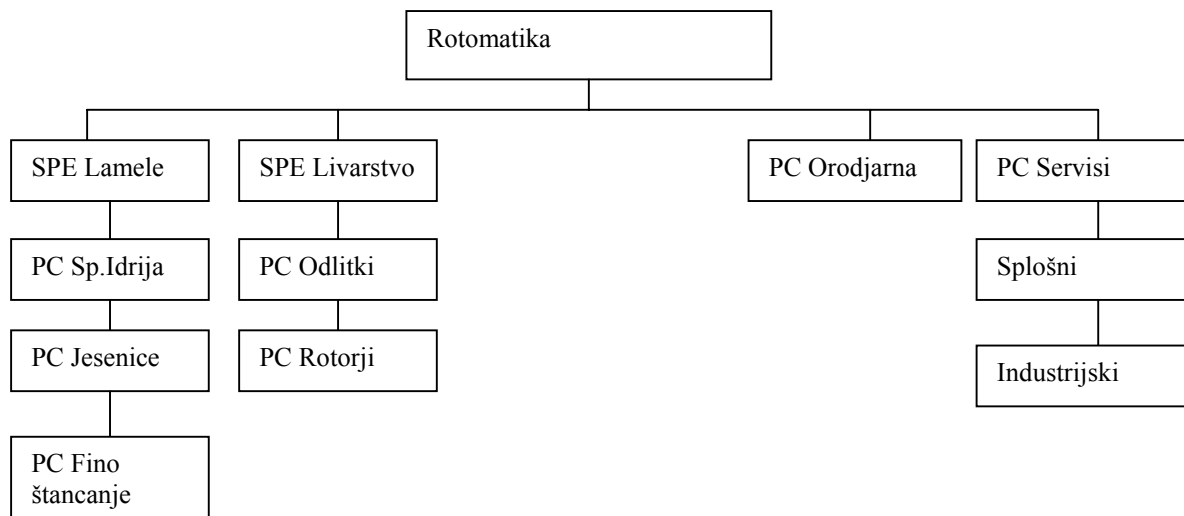 Rotomatika
SPE Lamele
SPE Livarstvo
PC Orodjarna
PC Servisi
PC Sp.Idrija
PC Odlitki
Splošni
PC Jesenice
PC Rotorji
Industrijski
PC Fino
štancanje